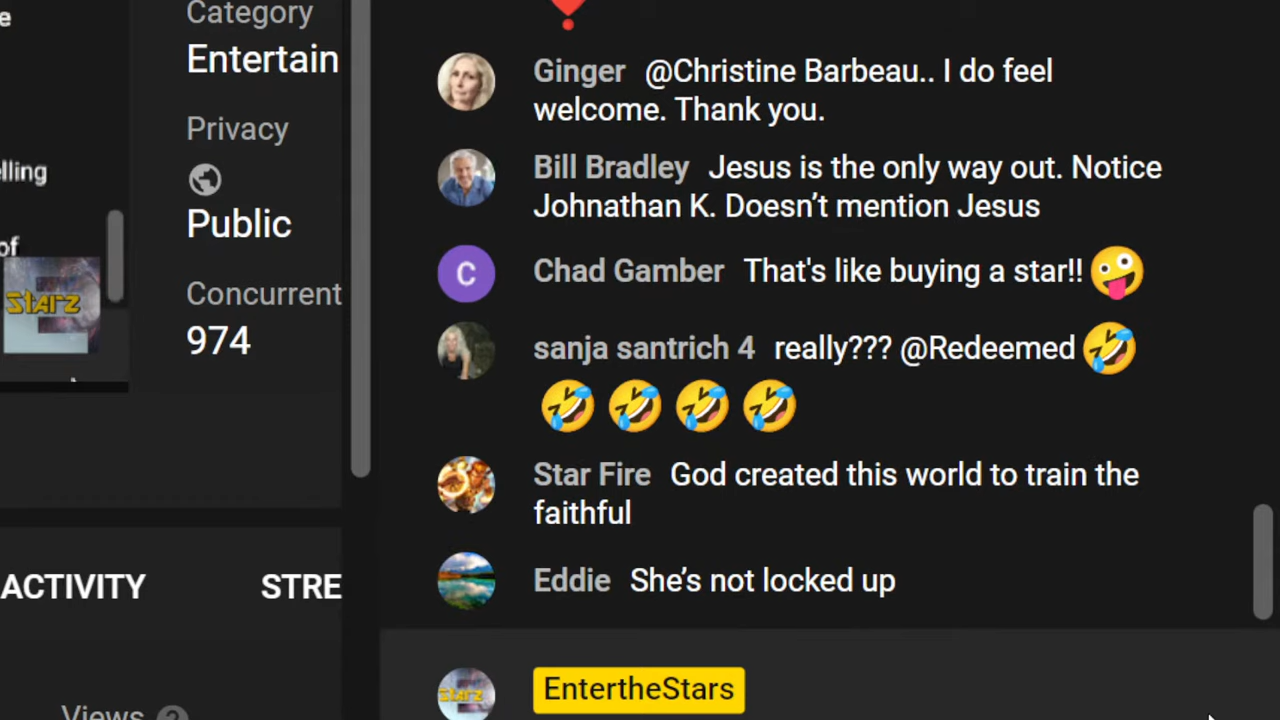 e
Category
Entertain
Privacy
Public
Concurrent
974
elling
of
STARZ
ACTIVITY
STRE
Views ?
Ginger @Christine Barbeau.. I do feel
welcome. Thank you.
Bill Bradley Jesus is the only way out. Notice
Johnathan K. Doesn’t mention Jesus
C
Chad Gamber That's like buying a star!! 🤪
sanja santrich 4 really??? @Redeemed 🤣
🤣 🤣 🤣 🤣
Star Fire God created this world to train the
faithful
Eddie She’s not locked up
STARZ
EntertheStars